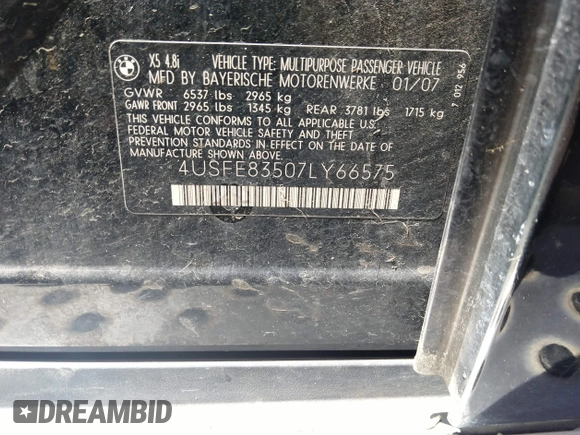 BMW
X5 4.8i VEHICLE TYPE: MULTIPURPOSE PASSENGER VEHICLE
MFD BY BAYERISCHE MOTORENWERKE 01/07
GVWR 6537 lbs 2965 kg
GAWR FRONT 2965 lbs 1345 kg REAR 3781 lbs 1715 kg
THIS VEHICLE CONFORMS TO ALL APPLICABLE U.S.
FEDERAL MOTOR VEHICLE SAFETY AND THEFT
PREVENTION STANDARDS IN EFFECT ON THE DATE OF
MANUFACTURE SHOWN ABOVE.
4USFE83507LY66575
7 012 956
DREAMBID